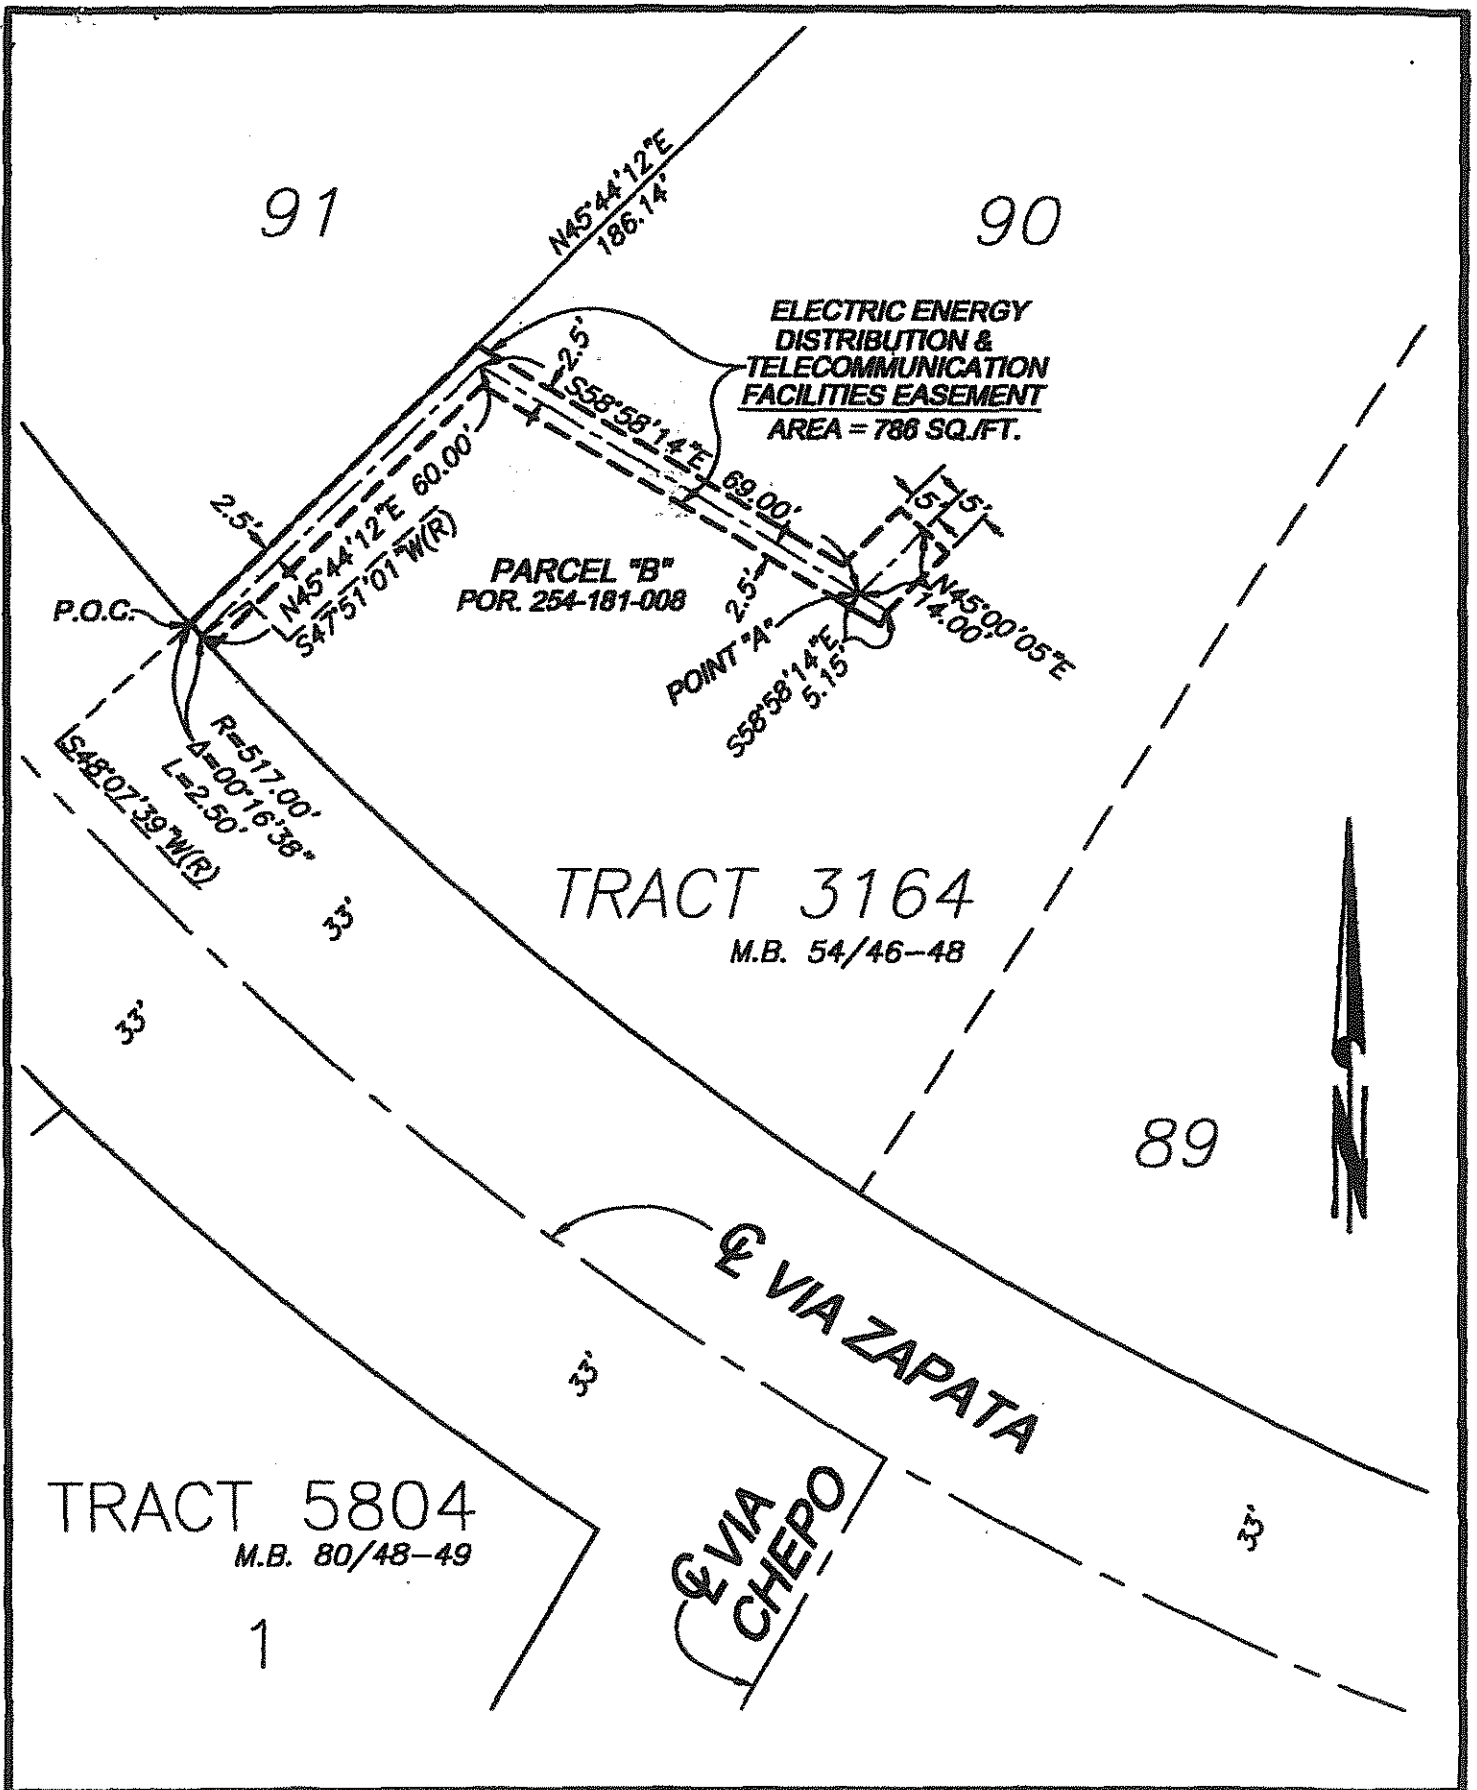 91
90
N45°44'12"E
186.14'
ELECTRIC ENERGY
DISTRIBUTION &
TELECOMMUNICATION
FACILITIES EASEMENT
AREA = 786 SQ./FT.
2.5'
S58°58'14"E 69.00'
5'
5'
2.5'
N45°44'12"E 60.00'
S47°51'01"W(R)
PARCEL "B"
POR. 254-181-008
2.5'
P.O.C.
POINT "A"
N45°00'05"E
14.00'
S58°58'14"E
5.15'
S48°07'39"W(R)
R=517.00'
Δ=00°16'38"
L=2.50'
33'
TRACT 3164
M.B. 54/46-48
33'
N
89
℄ VIA ZAPATA
33'
TRACT 5804
M.B. 80/48-49
1
℄ VIA
CHEPO
33'